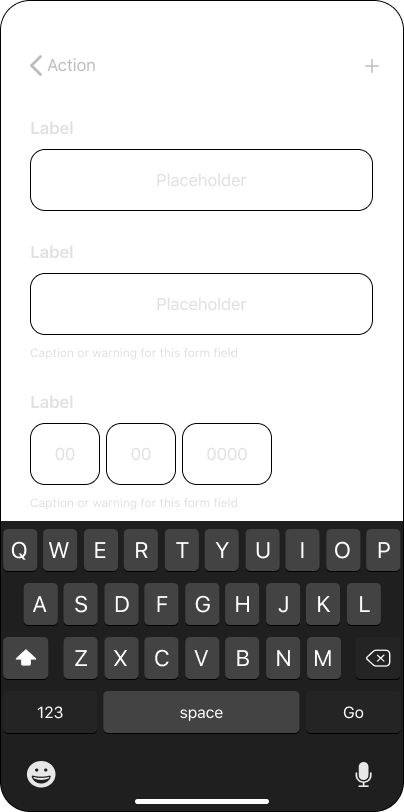 Action
Label
Placeholder
Label
Placeholder
Caption or warning for this form field
Label
00 00 0000
Caption or warning for this form field
Q W E R T Y U I O P
A S D F G H J K L
Z X C V B N M
123 space Go